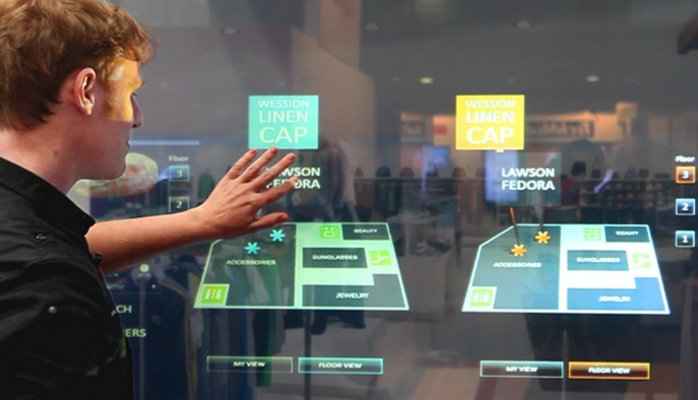 WESSION
LINEN
CAP
LAWSON
FEDORA
Floor
3
2
BEAUTY
ACCESSORIES
SUNGLASSES
JEWELRY
MY VIEW
FLOOR VIEW
WESSION
LINEN
CAP
LAWSON
FEDORA
Floor
3
2
1
BEAUTY
ACCESSORIES
SUNGLASSES
JEWELRY
MY VIEW
FLOOR VIEW